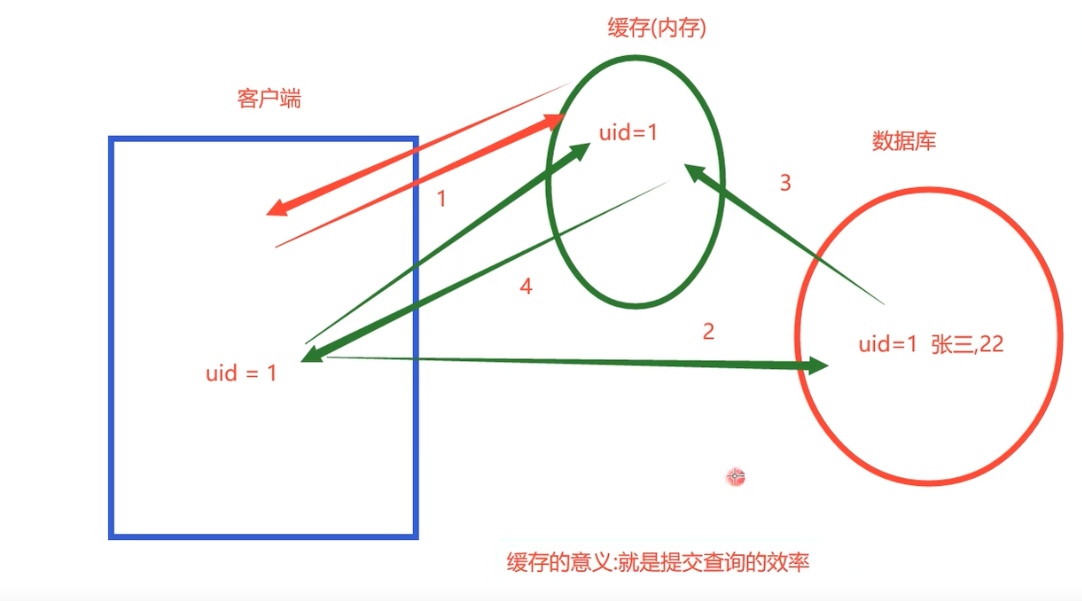 缓存(内存)
客户端
uid=1
数据库
3
1
4
2
uid=1 张三,22
uid = 1
缓存的意义:就是提交查询的效率